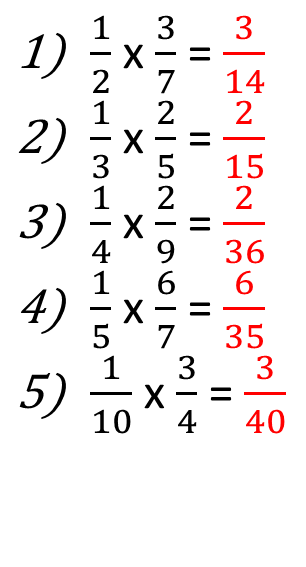 1) 1/2 x 3/7 = 3/14
2) 1/3 x 2/5 = 2/15
3) 1/4 x 2/9 = 2/36
4) 1/5 x 6/7 = 6/35
5) 1/10 x 3/4 = 3/40